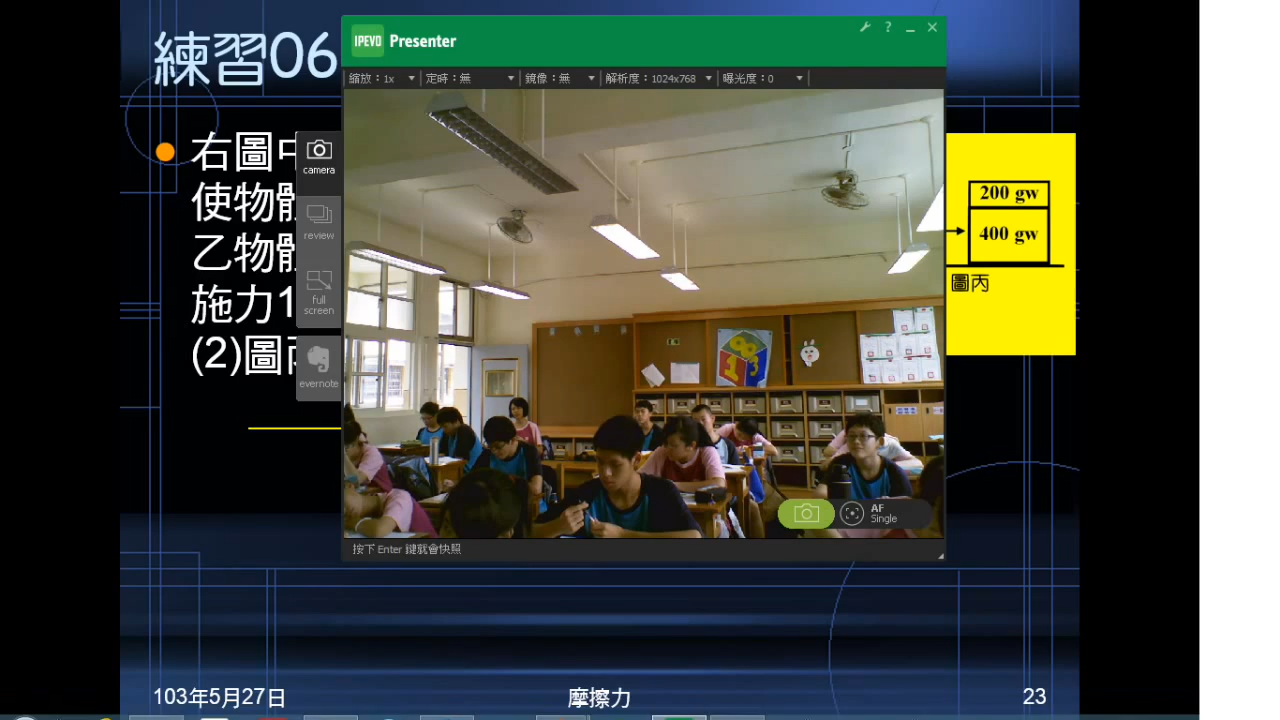 練習06
IPEVO Presenter
縮放：1x 定時：無 鏡像：無 解析度：1024x768 曝光度：0
右圖中
使物體
乙物體
施力1
(2)圖丙
camera
review
full
screen
evernote
200 gw
400 gw
圖丙
AF
Single
按下 Enter 鍵就會快照
103年5月27日
摩擦力
23